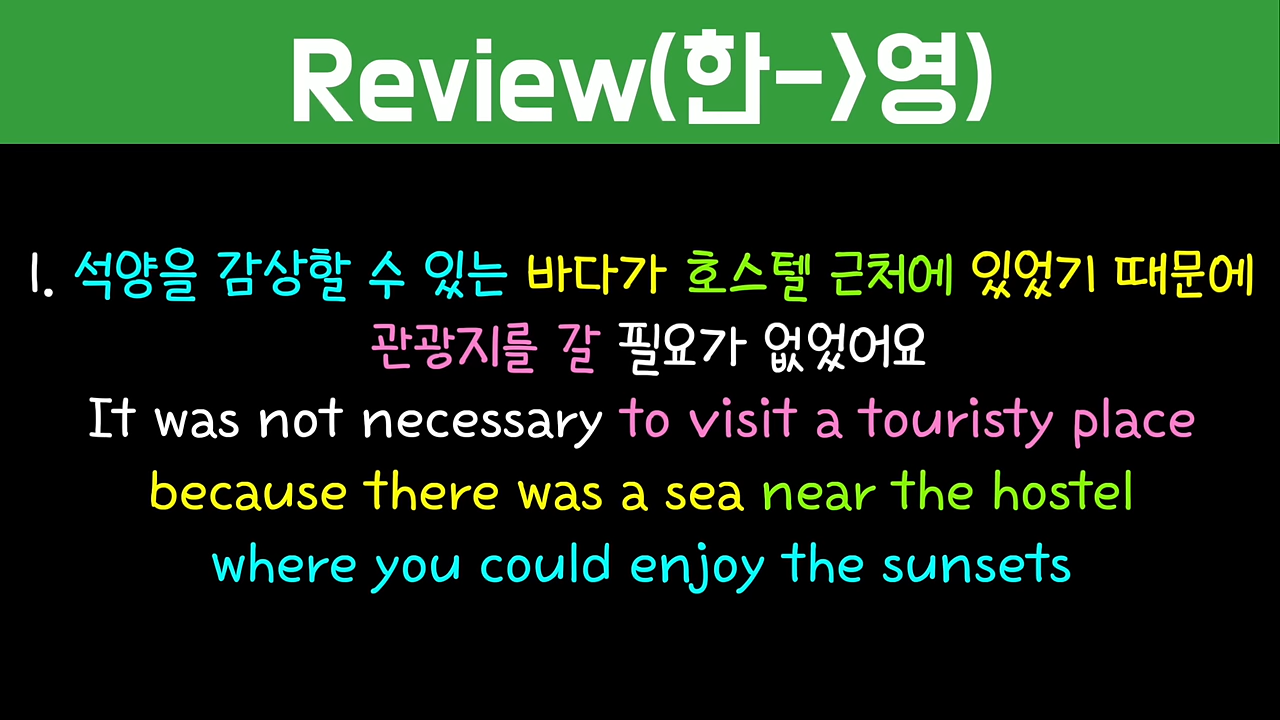 Review(한->영)
1. 석양을 감상할 수 있는 바다가 호스텔 근처에 있었기 때문에
관광지를 갈 필요가 없었어요
It was not necessary to visit a touristy place
because there was a sea near the hostel
where you could enjoy the sunsets